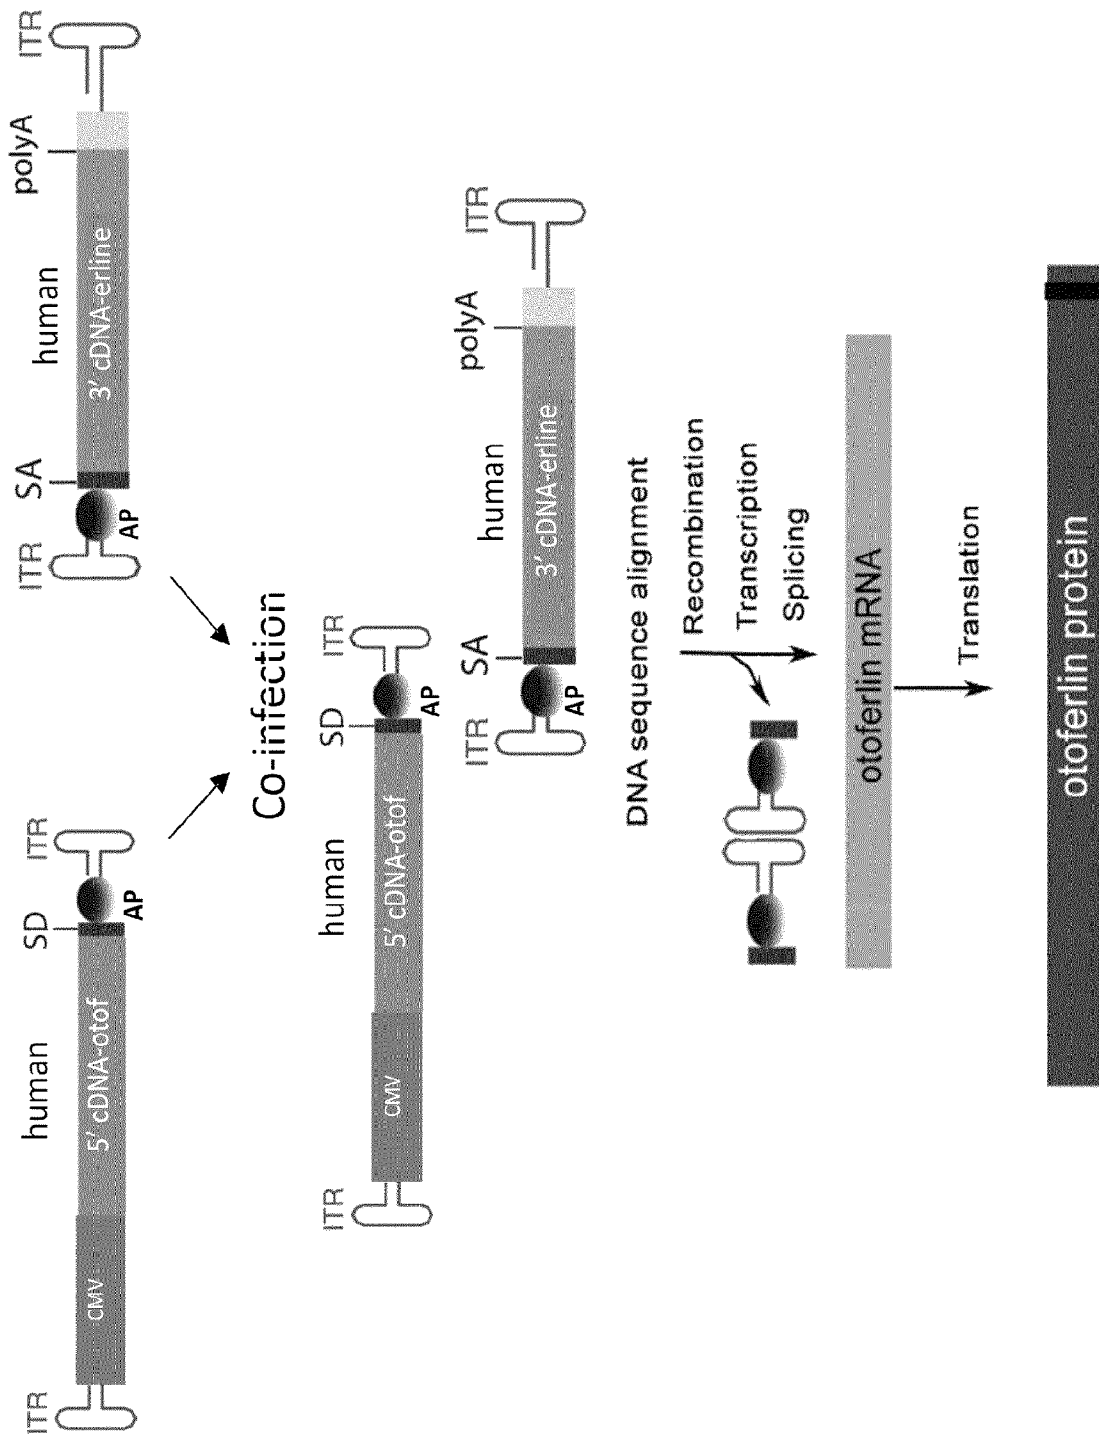 ITR
CMV
human
5' cDNA-otof
SD
AP
ITR
ITR
AP
SA
human
3' cDNA-erline
polyA
ITR
Co-infection
ITR
CMV
human
5' cDNA-otof
SD
AP
ITR
ITR
AP
SA
human
3' cDNA-erline
polyA
ITR
DNA sequence alignment
Recombination
Transcription
Splicing
otoferlin mRNA
Translation
otoferlin protein